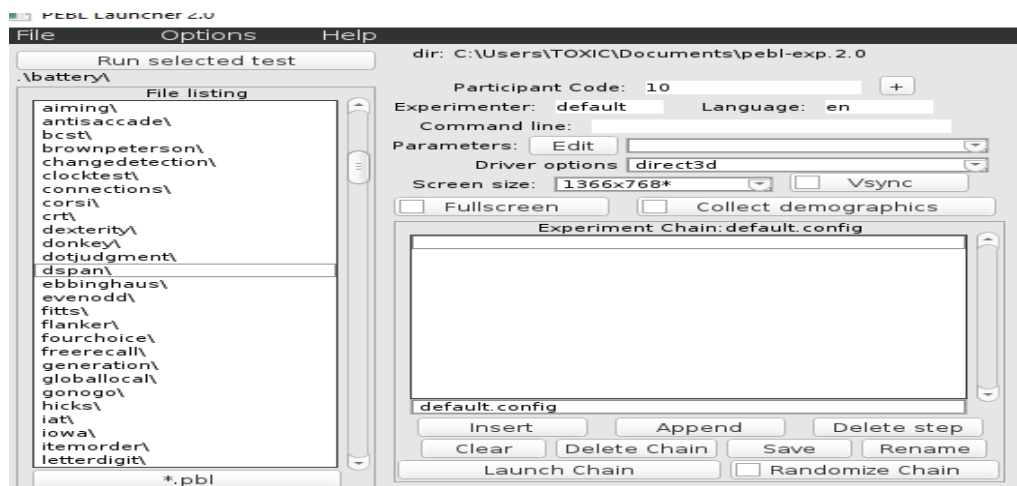 PEBL Launcher 2.0
File Options Help
Run selected test
.\battery\
File listing
aiming\
antisaccade\
bcst\
brownpeterson\
changedetection\
clocktest\
connections\
corsi\
crt\
dexterity\
donkey\
dotjudgment\
dspan\
ebbinghaus\
evenodd\
fitts\
flanker\
fourchoice\
freerecall\
generation\
globallocal\
gonogo\
hicks\
iat\
iowa\
itemorder\
letterdigit\
*.pbl
dir: C:\Users\TOXIC\Documents\pebl-exp.2.0
Participant Code: 10 +
Experimenter: default Language: en
Command line:
Parameters: Edit
Driver options direct3d
Screen size: 1366x768* Vsync
Fullscreen Collect demographics
Experiment Chain:default.config
default.config
Insert Append Delete step
Clear Delete Chain Save Rename
Launch Chain Randomize Chain